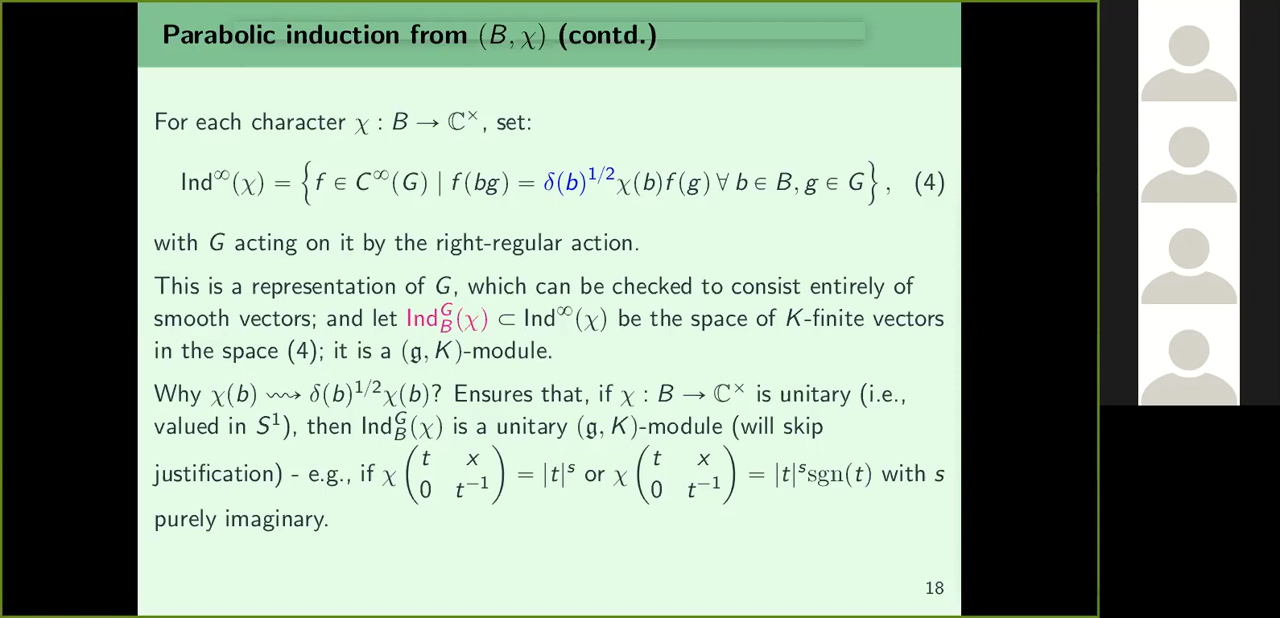 Parabolic induction from (B, χ) (contd.)
For each character χ : B → ℂ^×, set:
Ind^∞(χ) = { f ∈ C^∞(G) | f(bg) = δ(b)^{1/2}χ(b)f(g) ∀ b ∈ B, g ∈ G }, (4)
with G acting on it by the right-regular action.
This is a representation of G, which can be checked to consist entirely of
smooth vectors; and let Ind_B^G(χ) ⊂ Ind^∞(χ) be the space of K-finite vectors
in the space (4); it is a (𝔤, K)-module.
Why χ(b) ⇝ δ(b)^{1/2}χ(b)? Ensures that, if χ : B → ℂ^× is unitary (i.e.,
valued in S^1), then Ind_B^G(χ) is a unitary (𝔤, K)-module (will skip
justification) - e.g., if χ (t x; 0 t^{-1}) = |t|^s or χ (t x; 0 t^{-1}) = |t|^s sgn(t) with s
purely imaginary.
18